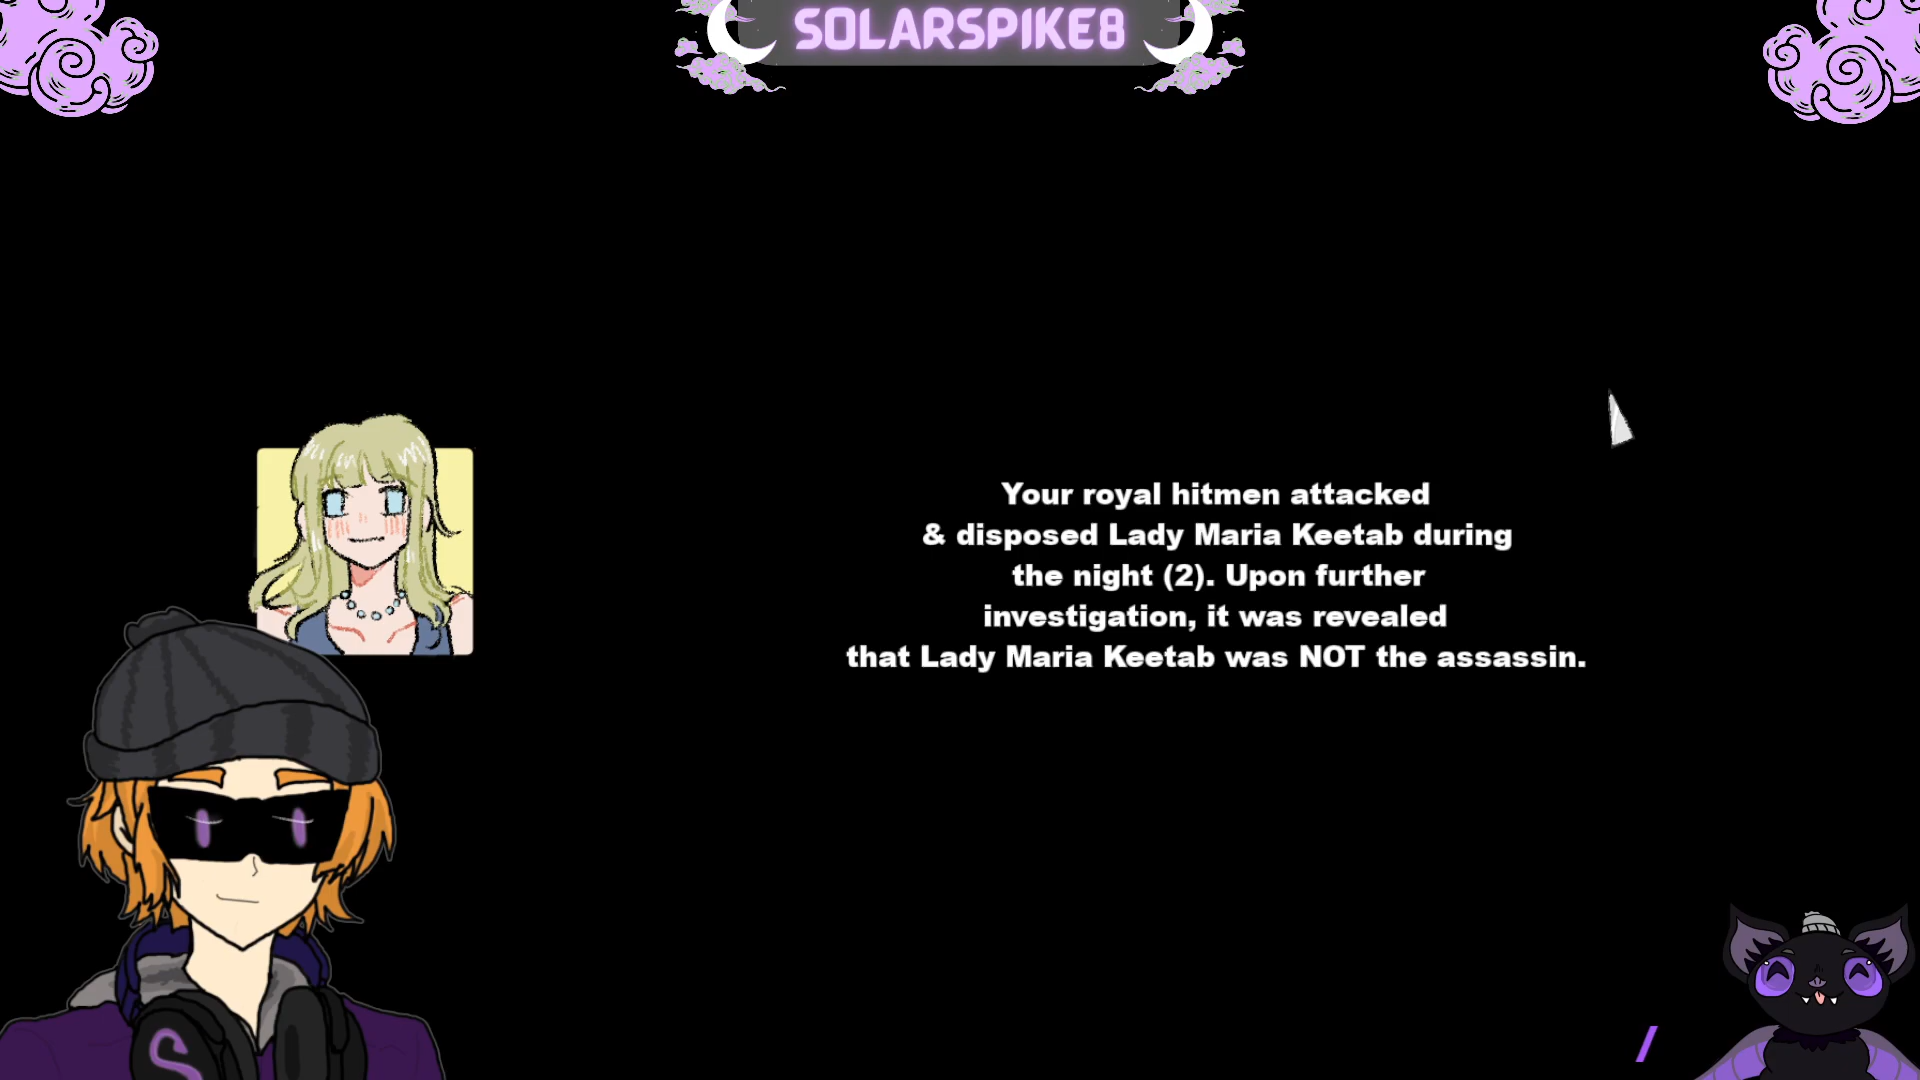 SOLARSPIKE8
Your royal hitmen attacked
& disposed Lady Maria Keetab during
the night (2). Upon further
investigation, it was revealed
that Lady Maria Keetab was NOT the assassin.
S
/